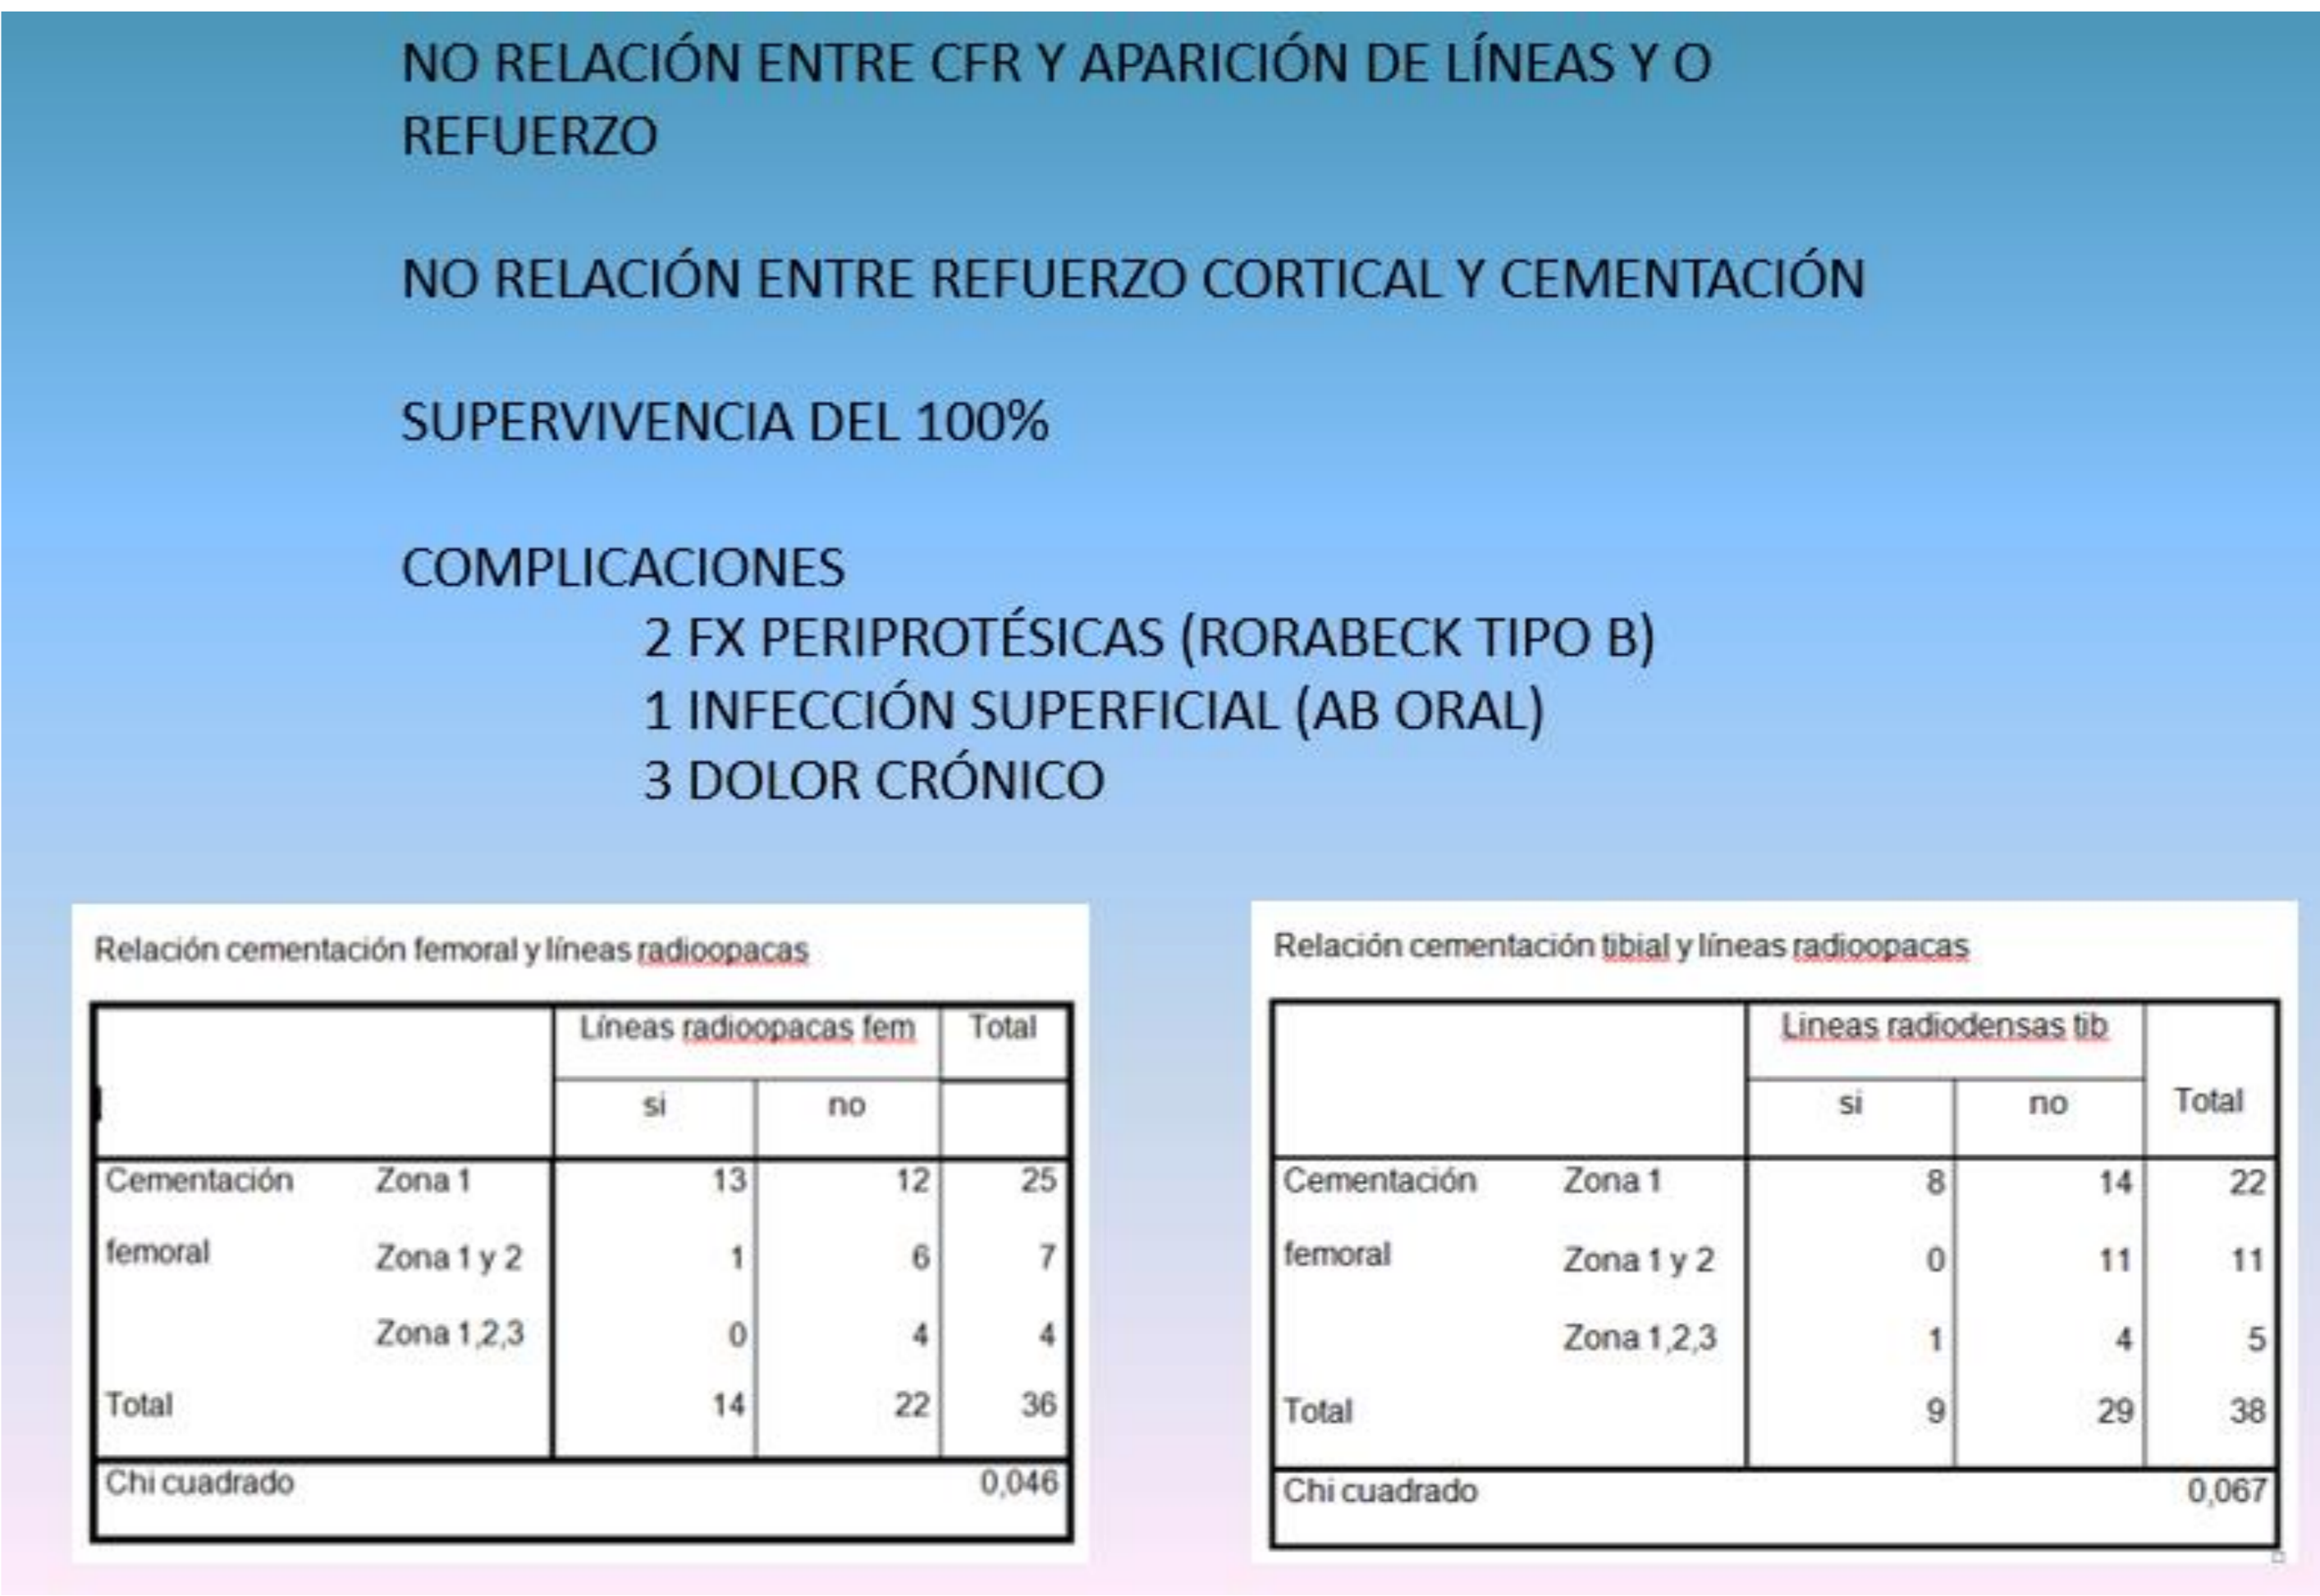 NO RELACIÓN ENTRE CFR Y APARICIÓN DE LÍNEAS Y O
REFUERZO
NO RELACIÓN ENTRE REFUERZO CORTICAL Y CEMENTACIÓN
SUPERVIVENCIA DEL 100%
COMPLICACIONES
2 FX PERIPROTÉSICAS (RORABECK TIPO B)
1 INFECCIÓN SUPERFICIAL (AB ORAL)
3 DOLOR CRÓNICO
Relación cementación femoral y líneas radioopacas
Líneas radioopacas fem Total
si no
Cementación Zona 1 13 12 25
femoral Zona 1 y 2 1 6 7
Zona 1,2,3 0 4 4
Total 14 22 36
Chi cuadrado 0,046
Relación cementación tibial y líneas radioopacas
Lineas radiodensas tib
si no Total
Cementación Zona 1 8 14 22
femoral Zona 1 y 2 0 11 11
Zona 1,2,3 1 4 5
Total 9 29 38
Chi cuadrado 0,067